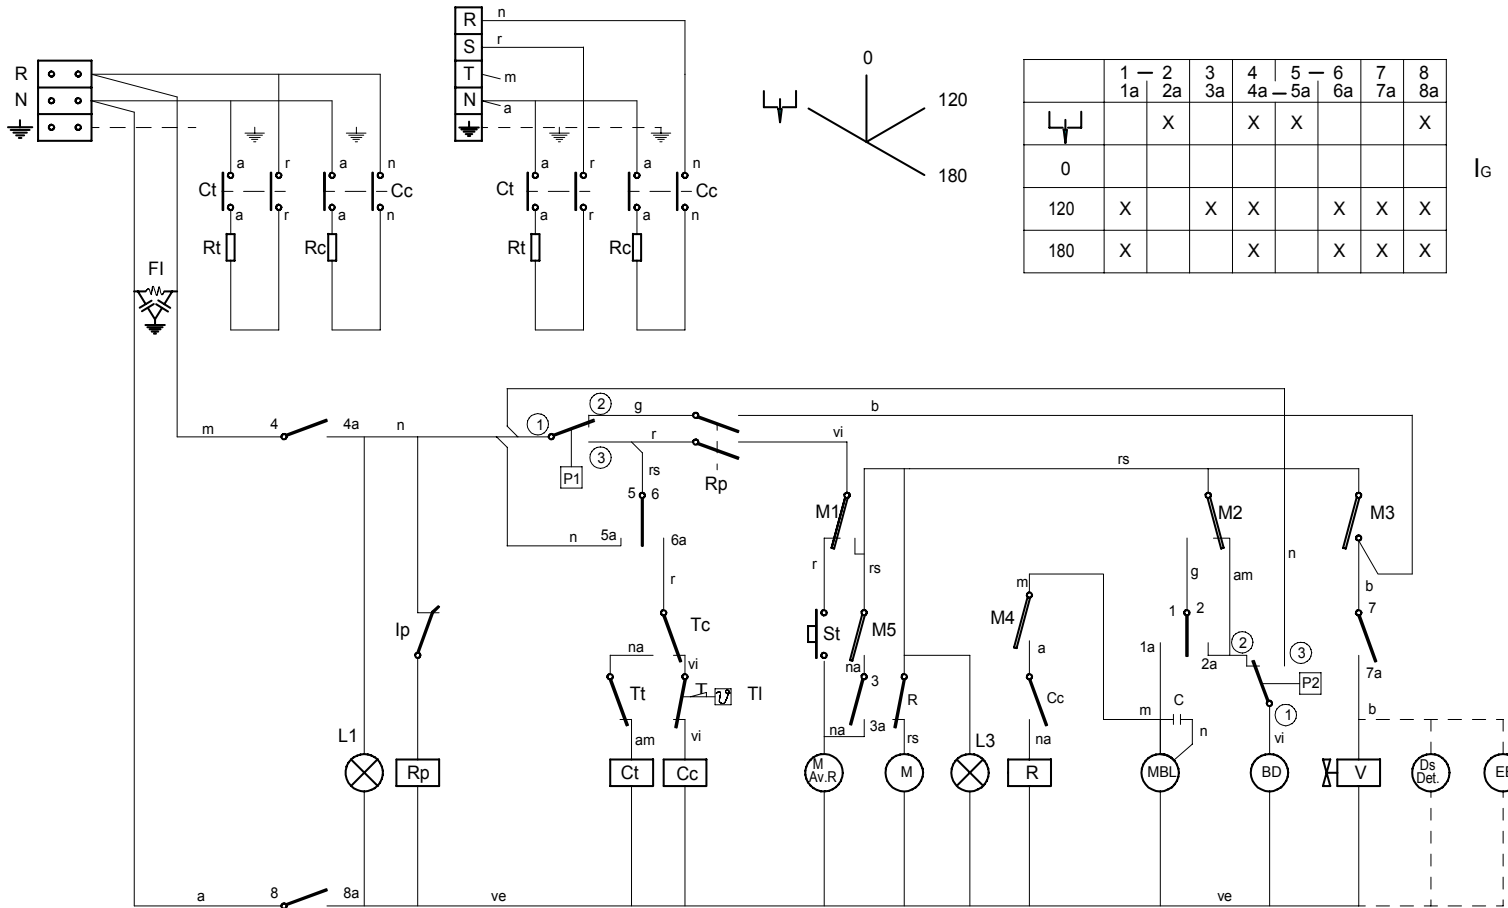 R
N
R
S
T
N
n
r
m
a
0
120
180
1 — 2 3 4 5 — 6 7 8
1a 2a 3a 4a — 5a 6a 7a 8a
X X X X
0
120 X X X X X X
180 X X X X X
IG
a r a n
Ct Cc
a r a n
Rt Rc
a r a n
Ct Cc
a r a n
Rt Rc
FI
m 4 4a n
1 2 g b
3 r vi
P1
rs
Rp
rs
5 6
n 5a 6a
M1 M2 M3
r r rs g am n b
Ip
Tc
St
M5
m
M4
1 2
7
na vi
na
a
1a 2a 2 3 7a
Tt TI
3
R
Cc
P2
1
am vi
na 3a rs
na
m C n
vi
b
L1 L3
Rp
Ct
Cc
M
Av.R
M
R
MBL
BD
V
Ds
Det.
a 8 8a ve ve